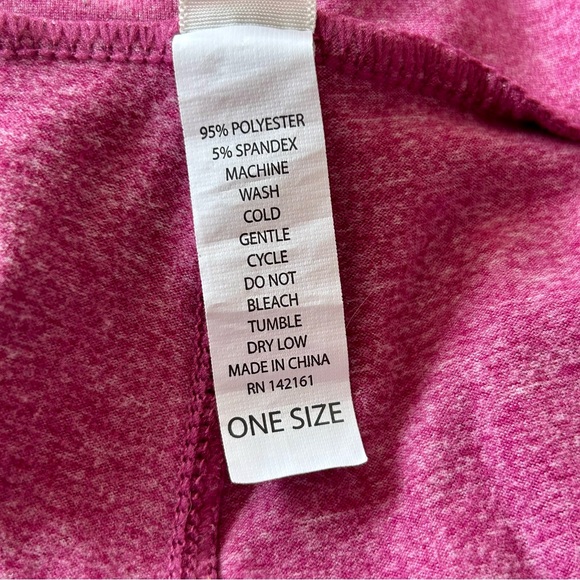 95% POLYESTER
5% SPANDEX
MACHINE
WASH
COLD
GENTLE
CYCLE
DO NOT
BLEACH
TUMBLE
DRY LOW
MADE IN CHINA
RN 142161
ONE SIZE